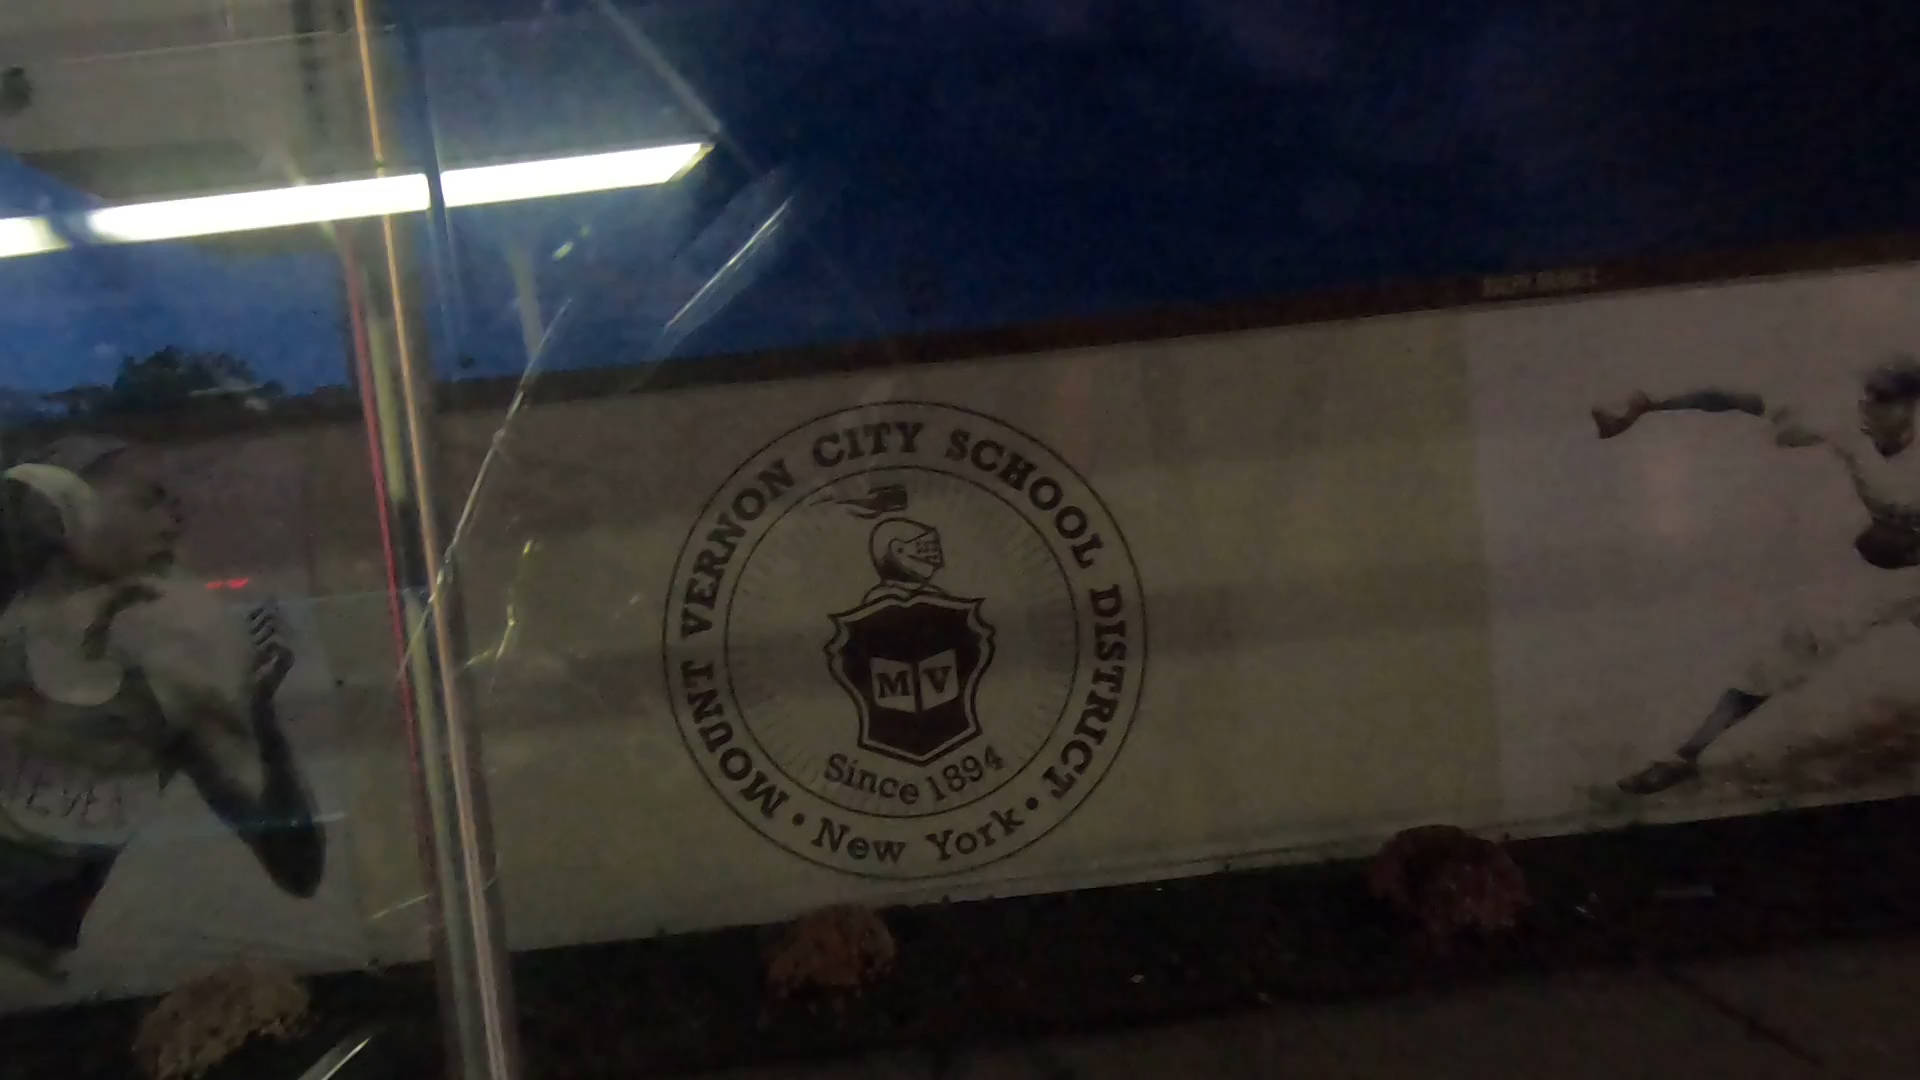 MOUNT VERNON CITY SCHOOL DISTRICT
MV
Since 1894
• New York •